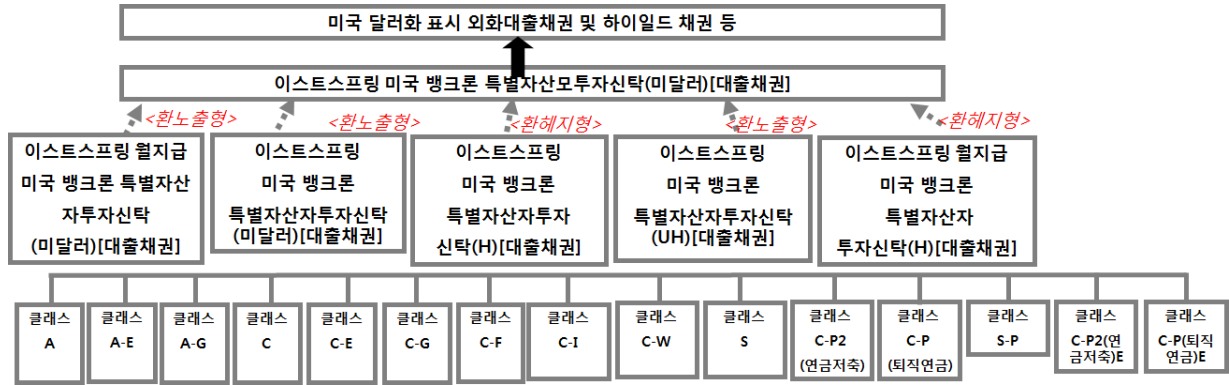 미국 달러화 표시 외화대출채권 및 하이일드 채권 등
이스트스프링 미국 뱅크론 특별자산모투자신탁(미달러)[대출채권]
<환노출형>
<환노출형>
<환헤지형>
<환노출형>
<환헤지형>
이스트스프링 월지급
미국 뱅크론 특별자산
자투자신탁
(미달러)[대출채권]
이스트스프링
미국 뱅크론
특별자산자투자신탁
(미달러)[대출채권]
이스트스프링
미국 뱅크론
특별자산자투자
신탁(H)[대출채권]
이스트스프링
미국 뱅크론
특별자산자투자신탁
(UH)[대출채권]
이스트스프링 월지급
미국 뱅크론
특별자산자
투자신탁(H)[대출채권]
클래스
A
클래스
A-E
클래스
A-G
클래스
C
클래스
C-E
클래스
C-G
클래스
C-F
클래스
C-I
클래스
C-W
클래스
S
클래스
C-P2
(연금저축)
클래스
C-P
(퇴직연금)
클래스
S-P
클래스
C-P2(연
금저축)E
클래스
C-P(퇴직
연금)E